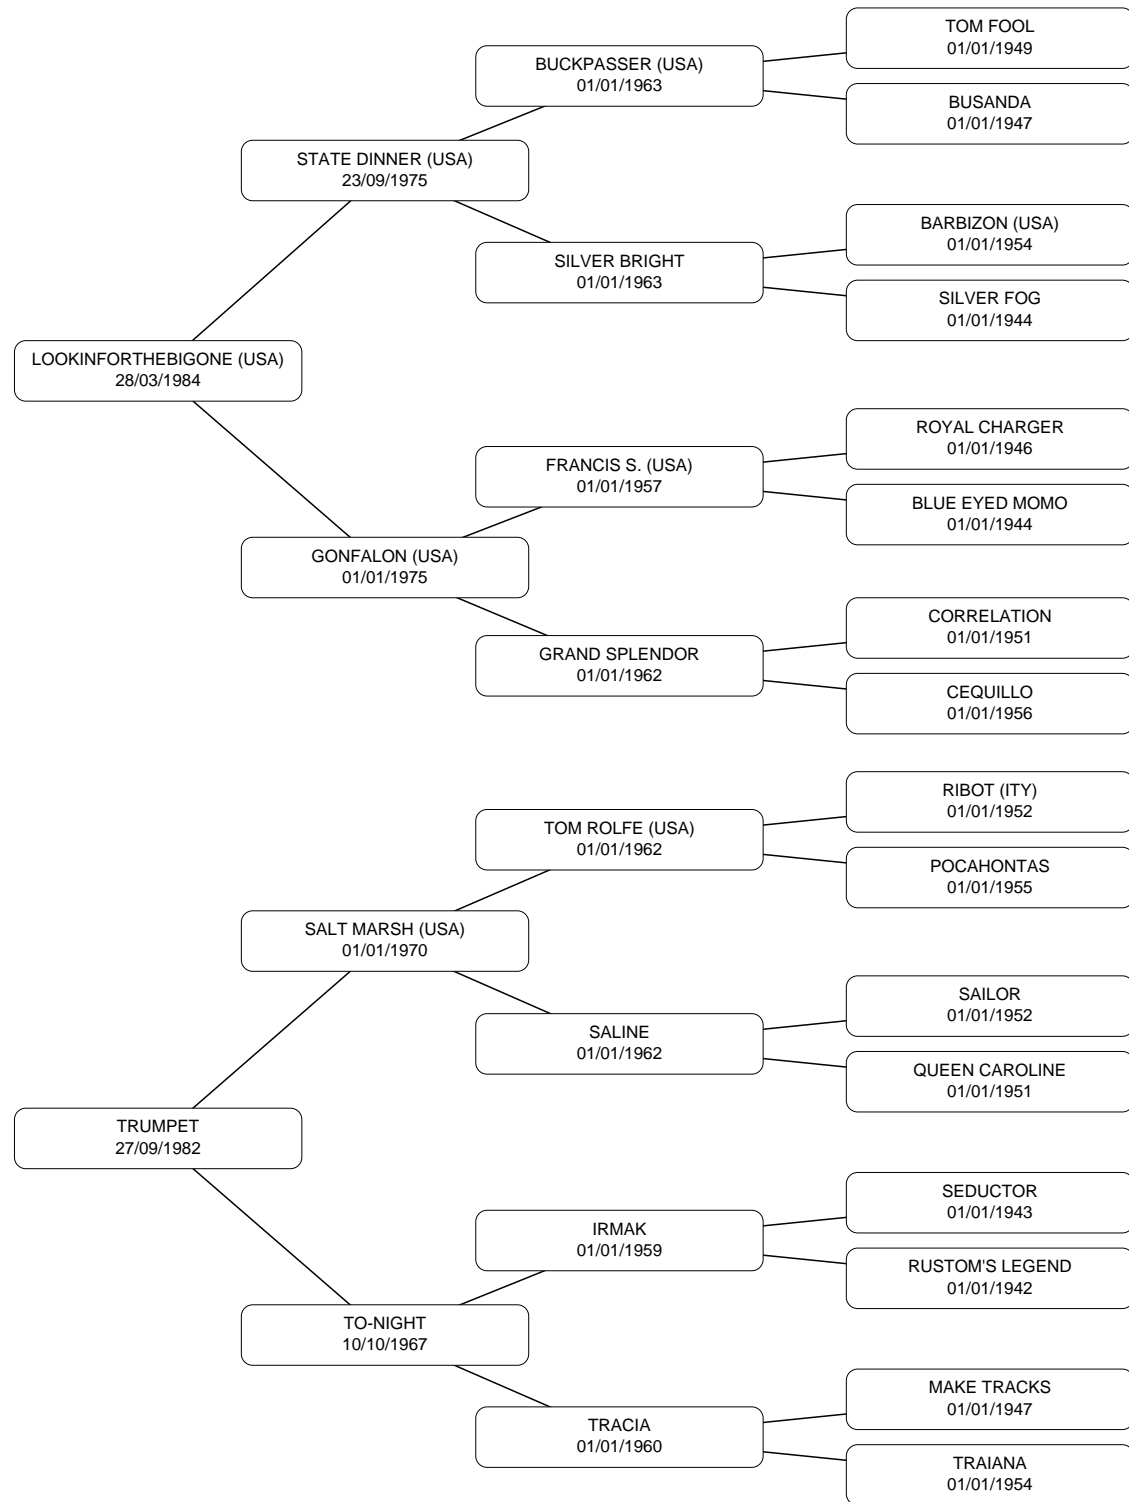 TOM FOOL
01/01/1949
BUCKPASSER (USA)
01/01/1963
BUSANDA
01/01/1947
STATE DINNER (USA)
23/09/1975
BARBIZON (USA)
01/01/1954
SILVER BRIGHT
01/01/1963
SILVER FOG
01/01/1944
LOOKINFORTHEBIGONE (USA)
28/03/1984
ROYAL CHARGER
01/01/1946
FRANCIS S. (USA)
01/01/1957
BLUE EYED MOMO
01/01/1944
GONFALON (USA)
01/01/1975
CORRELATION
01/01/1951
GRAND SPLENDOR
01/01/1962
CEQUILLO
01/01/1956
RIBOT (ITY)
01/01/1952
TOM ROLFE (USA)
01/01/1962
POCAHONTAS
01/01/1955
SALT MARSH (USA)
01/01/1970
SAILOR
01/01/1952
SALINE
01/01/1962
QUEEN CAROLINE
01/01/1951
TRUMPET
27/09/1982
SEDUCTOR
01/01/1943
IRMAK
01/01/1959
RUSTOM'S LEGEND
01/01/1942
TO-NIGHT
10/10/1967
MAKE TRACKS
01/01/1947
TRACIA
01/01/1960
TRAIANA
01/01/1954